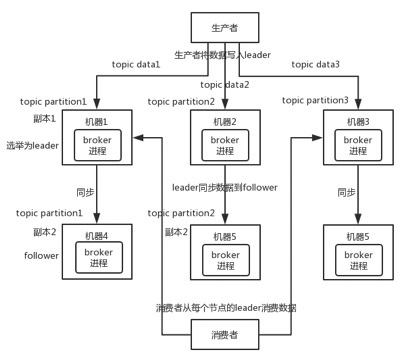 生产者
生产者将数据写入leader
topic data1
topic data3
topic data2
topic partition1
topic partition2
topic partition3
副本1
机器1
机器2
机器3
broker
进程
broker
进程
broker
进程
选举为leader
同步
leader同步数据到follower
同步
topic partition1
topic partition2
副本2
副本2
机器4
机器5
机器5
broker
进程
broker
进程
broker
进程
follower
消费者从每个节点的leader消费数据
消费者